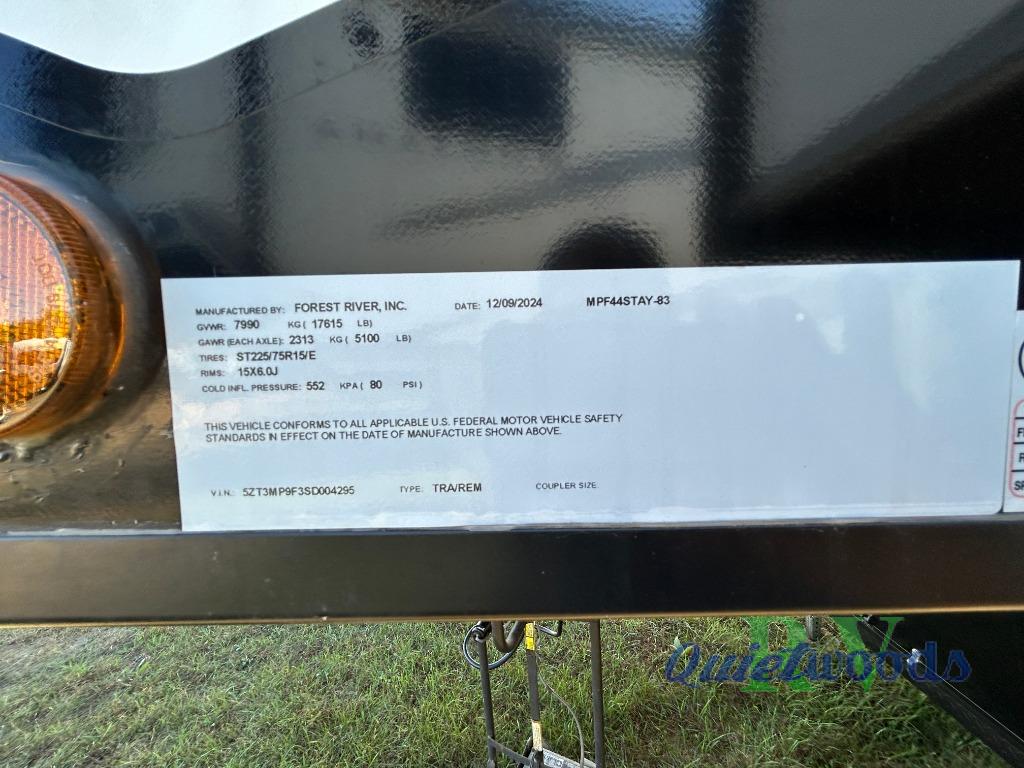 MANUFACTURED BY: FOREST RIVER, INC. DATE: 12/09/2024 MPF44STAY-83
GVWR: 7990 KG ( 17615 LB)
GAWR (EACH AXLE): 2313 KG ( 5100 LB)
TIRES: ST225/75R15/E
RIMS: 15X6.0J
COLD INFL. PRESSURE: 552 KPA ( 80 PSI )
THIS VEHICLE CONFORMS TO ALL APPLICABLE U.S. FEDERAL MOTOR VEHICLE SAFETY
STANDARDS IN EFFECT ON THE DATE OF MANUFACTURE SHOWN ABOVE.
V.I.N.: 5ZT3MP9F3SD004295 TYPE: TRA/REM COUPLER SIZE:
Quietwoods RV